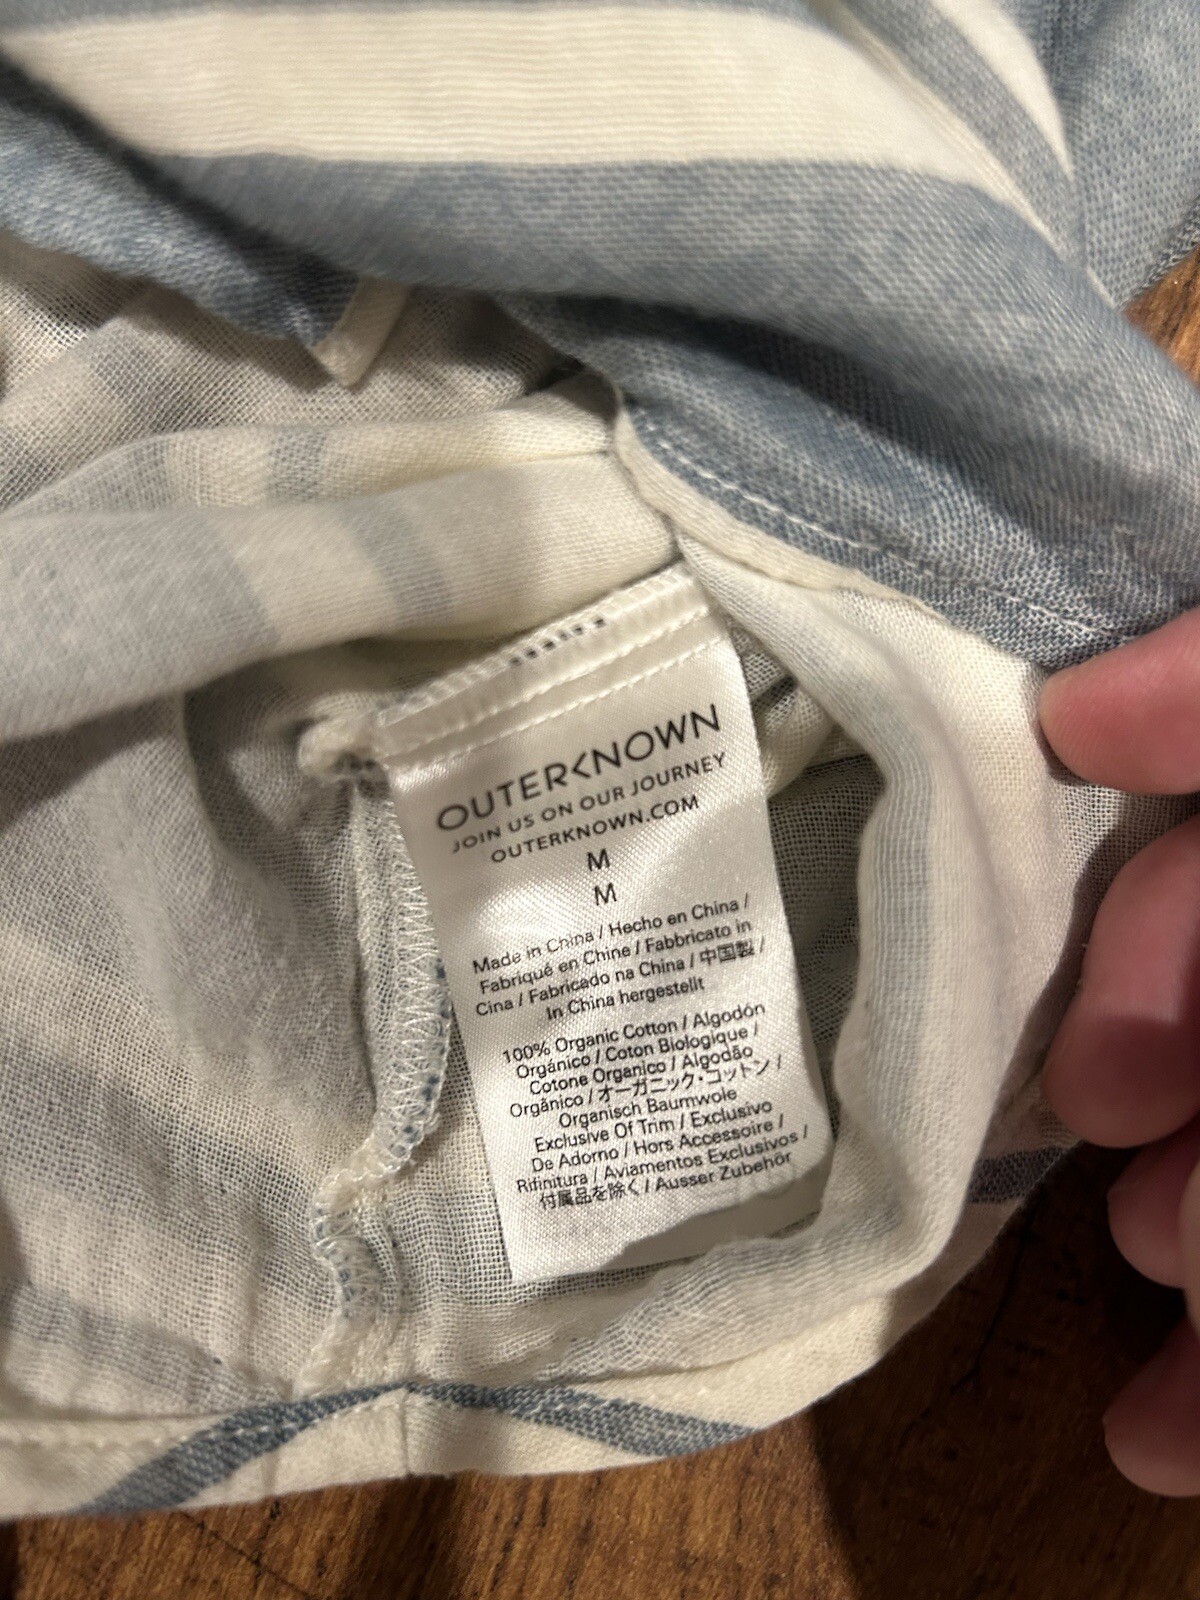 OUTERKNOWN
JOIN US ON OUR JOURNEY
OUTERKNOWN.COM
M
M
Made in China / Hecho en China /
Fabriqué en Chine / Fabbricato in
Cina / Fabricado na China / 中国製 /
In China hergestellt
100% Organic Cotton / Algodón
Orgánico / Coton Biologique /
Cotone Organico / Algodão
Orgânico / オーガニック・コットン /
Organisch Baumwole
Exclusive Of Trim / Exclusivo
De Adorno / Hors Accessoire /
Rifinitura / Aviamentos Exclusivos /
付属品を除く / Ausser Zubehör